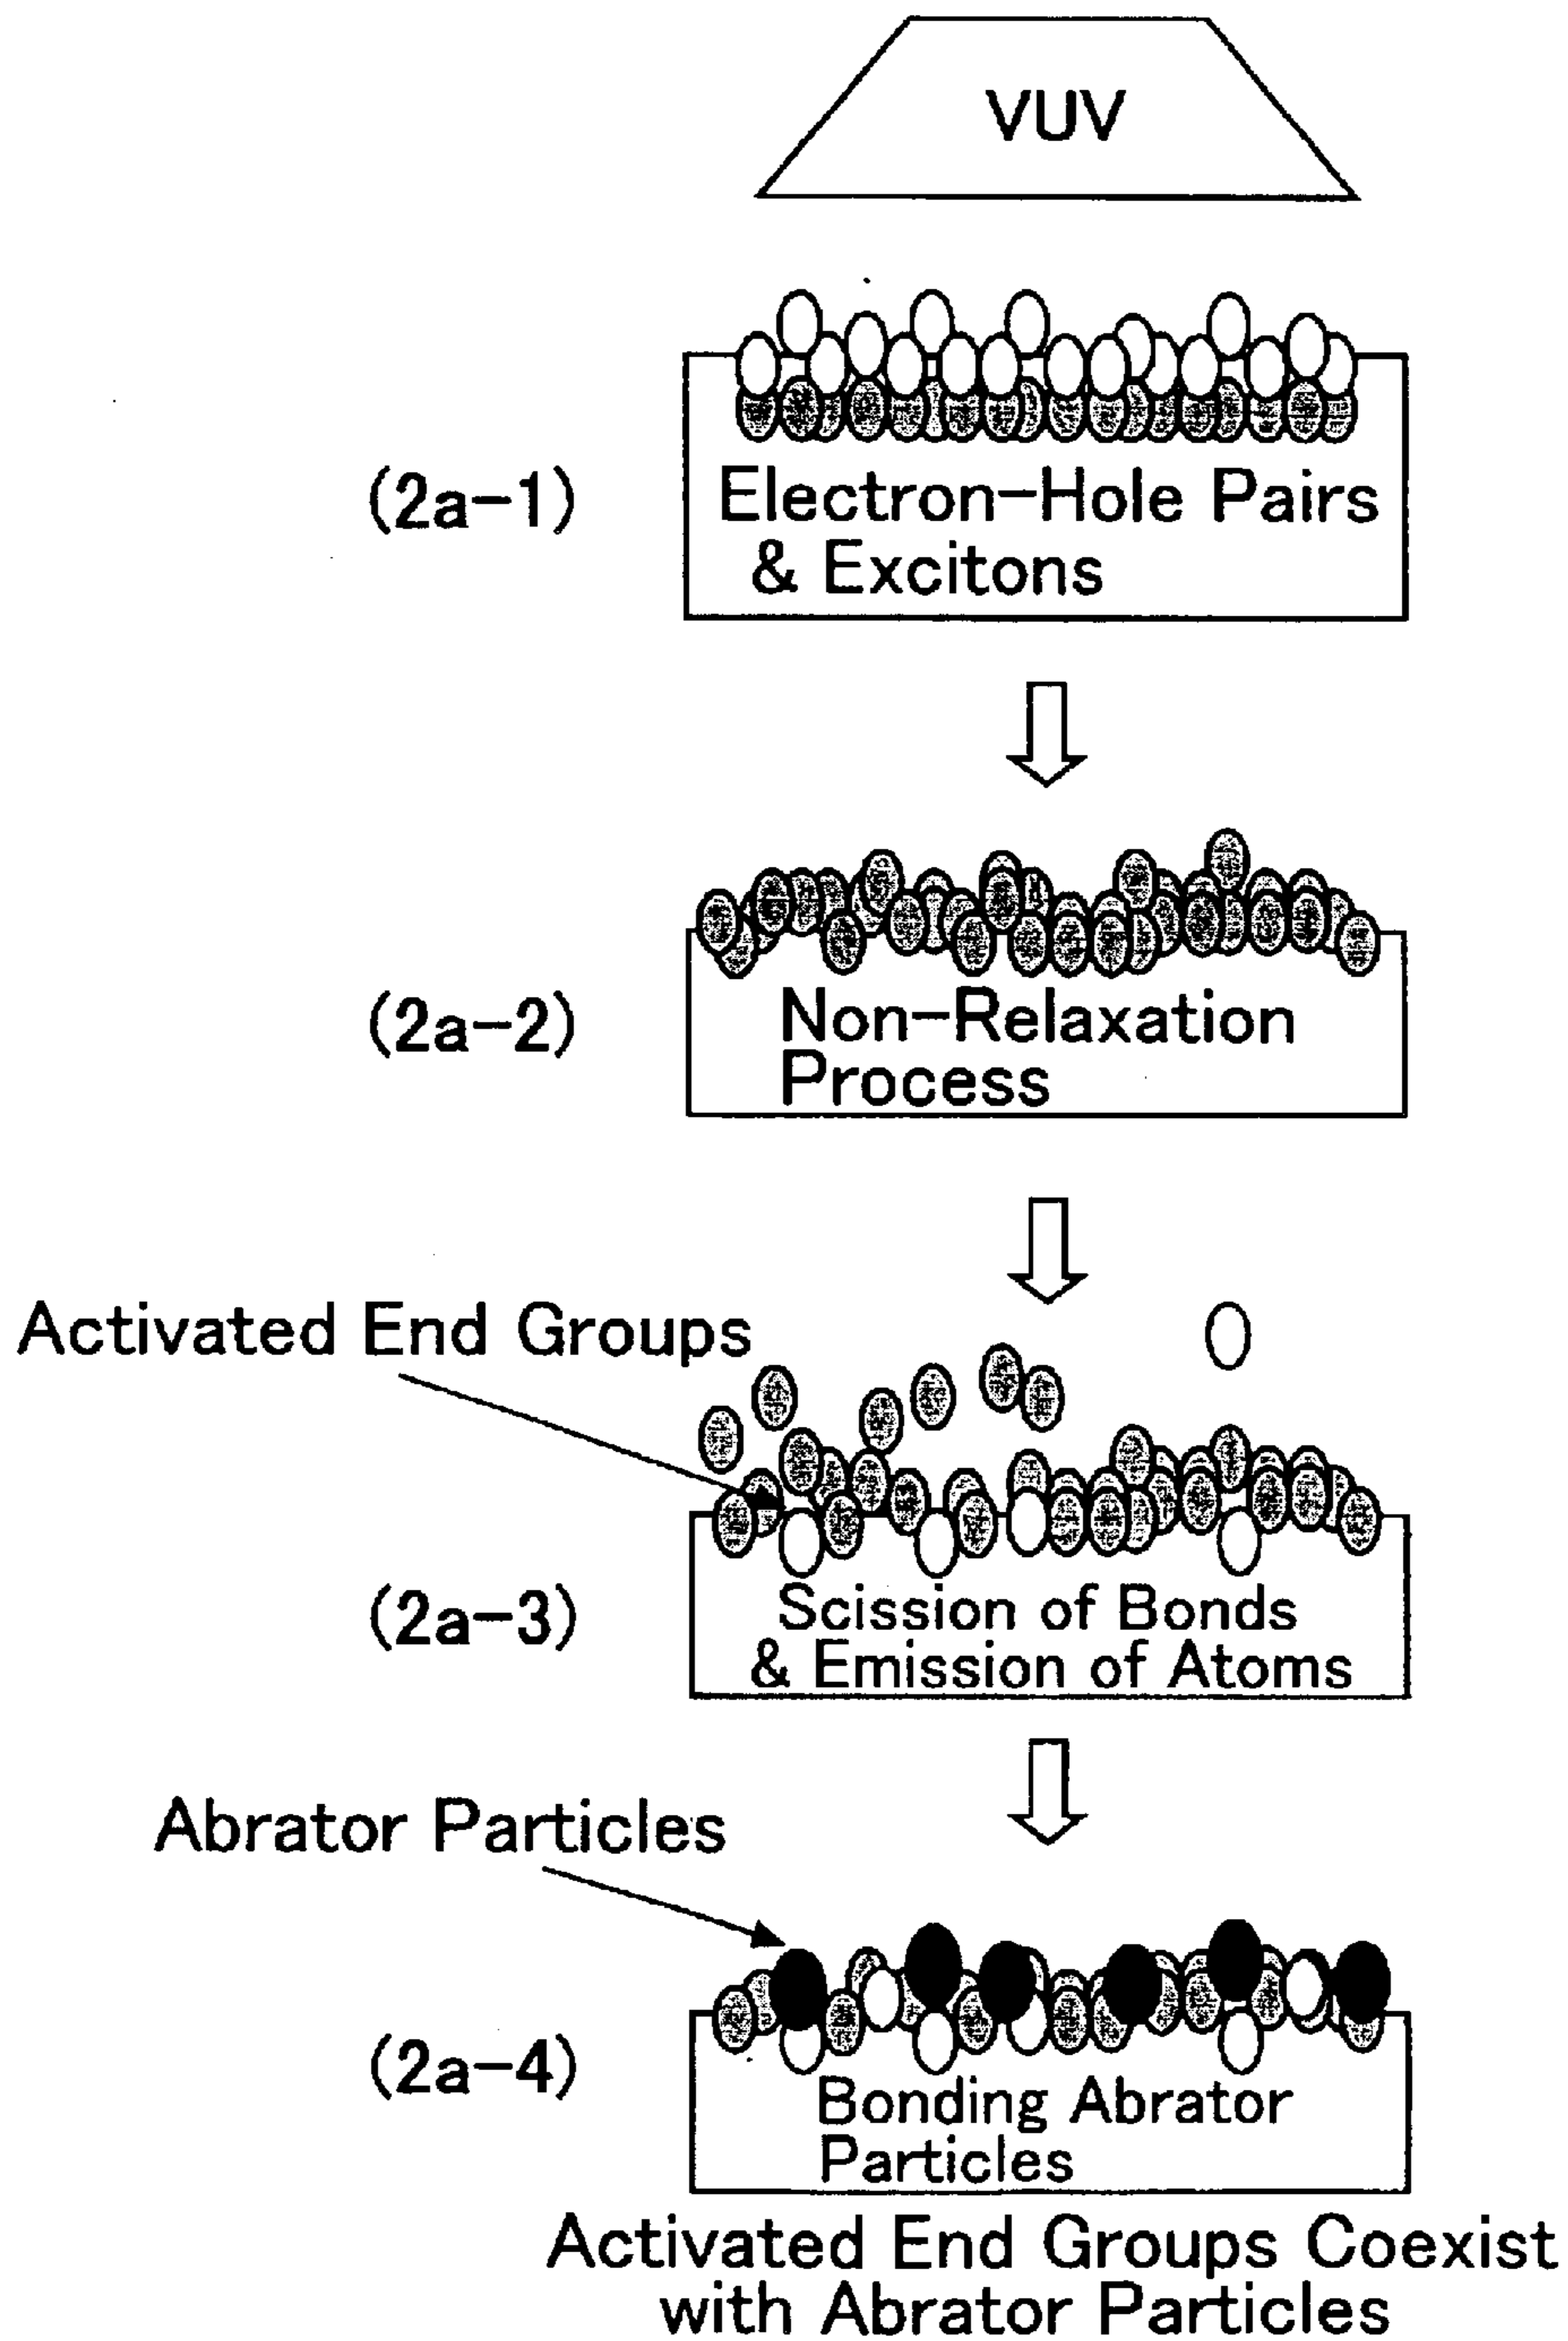 VUV
(2a-1)
Electron-Hole Pairs
& Excitons
(2a-2)
Non-Relaxation
Process
Activated End Groups
(2a-3)
Scission of Bonds
& Emission of Atoms
Abrator Particles
(2a-4)
Bonding Abrator
Particles
Activated End Groups Coexist
with Abrator Particles